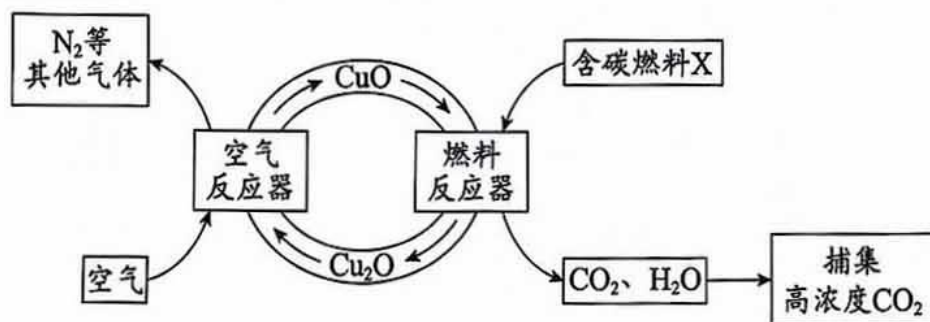 N₂等
其他气体
CuO
含碳燃料X
空气
反应器
燃料
反应器
Cu₂O
空气
CO₂、H₂O
捕集
高浓度CO₂